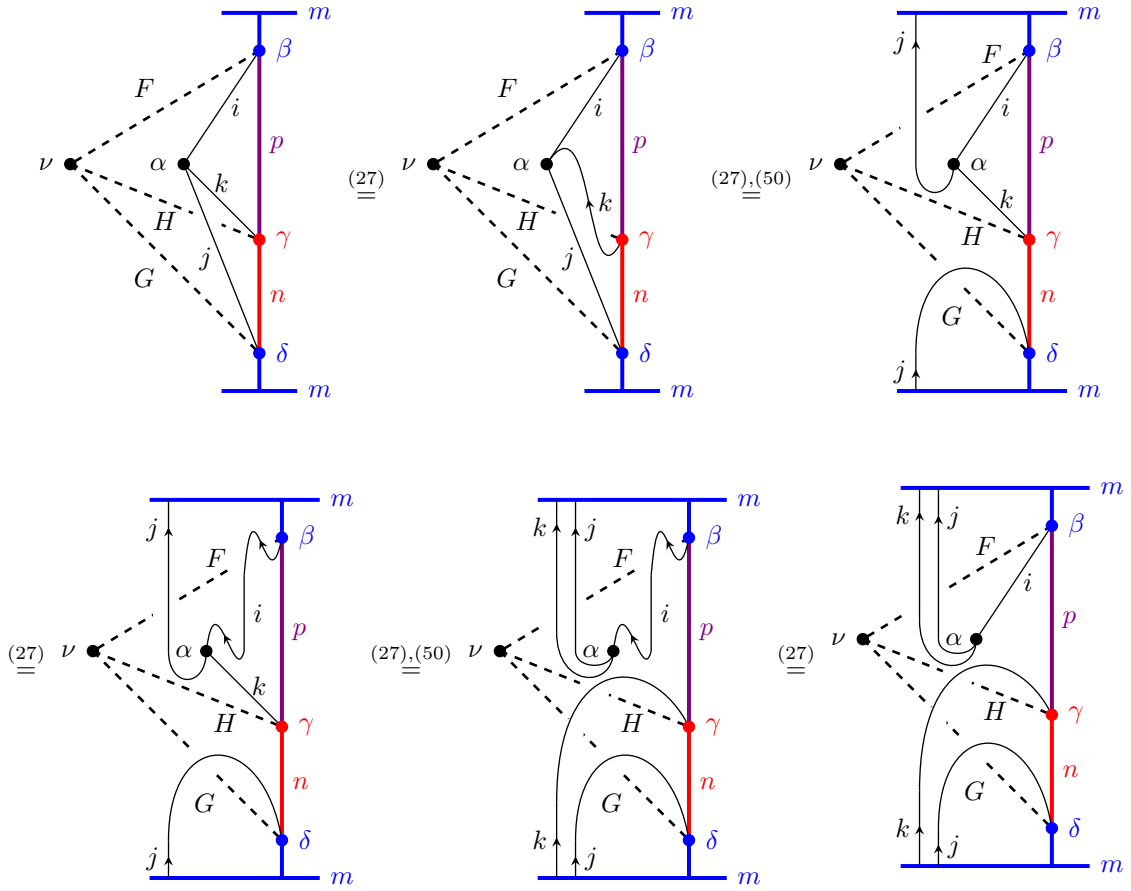 m
β
F
i
p
ν
α
k
H
γ
j
G
n
δ
m
(27)
=
m
β
F
i
p
ν
α
k
H
γ
j
G
n
δ
m
(27),(50)
=
m
j
F
β
p
i
ν
α
k
H
γ
n
G
j
δ
m
(27)
=
m
j
β
F
i
p
ν
α
k
H
γ
n
G
j
δ
m
(27),(50)
=
m
k
j
β
F
i
p
ν
α
H
γ
n
G
k
j
δ
m
(27)
=
m
k
j
β
F
i
p
ν
α
H
γ
n
G
k
j
δ
m